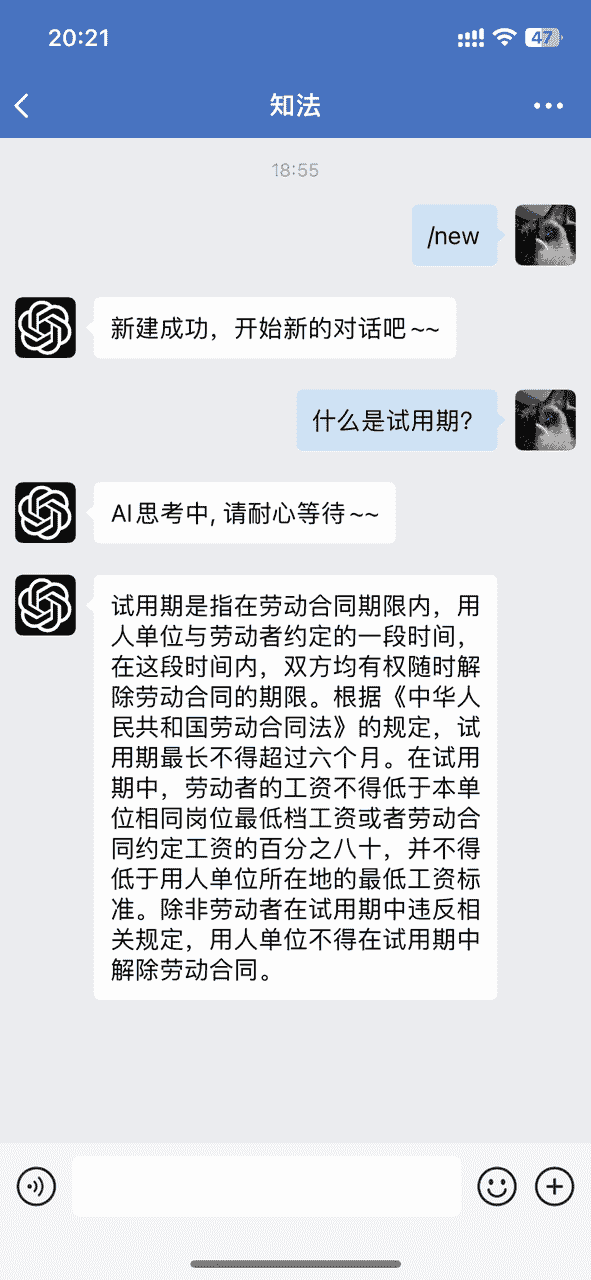 20:21
47
知法
18:55
/new
新建成功，开始新的对话吧~~
什么是试用期？
AI思考中, 请耐心等待~~
试用期是指在劳动合同期限内，用
人单位与劳动者约定的一段时间，
在这段时间内，双方均有权随时解
除劳动合同的期限。根据《中华人
民共和国劳动合同法》的规定，试
用期最长不得超过六个月。在试用
期中，劳动者的工资不得低于本单
位相同岗位最低档工资或者劳动合
同约定工资的百分之八十，并不得
低于用人单位所在地的最低工资标
准。除非劳动者在试用期中违反相
关规定，用人单位不得在试用期中
解除劳动合同。